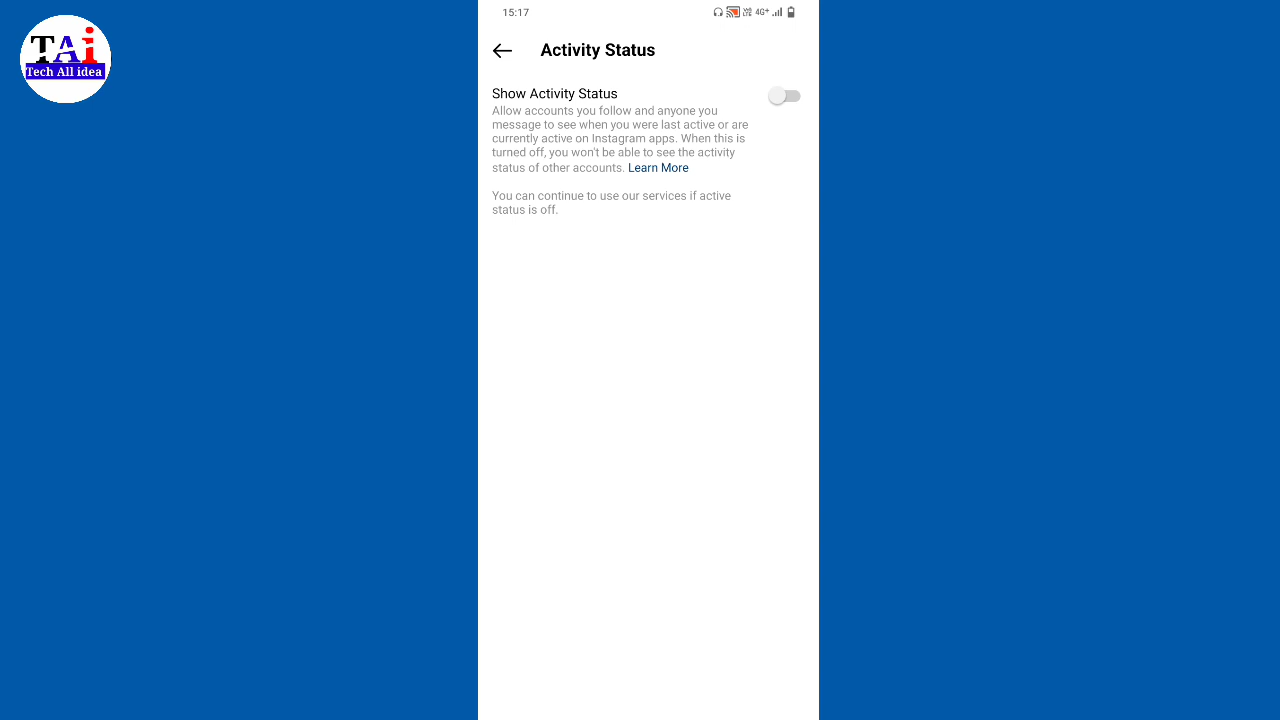 TAi
Tech All idea
15:17
4G+
Activity Status
Show Activity Status
Allow accounts you follow and anyone you
message to see when you were last active or are
currently active on Instagram apps. When this is
turned off, you won't be able to see the activity
status of other accounts. Learn More
You can continue to use our services if active
status is off.